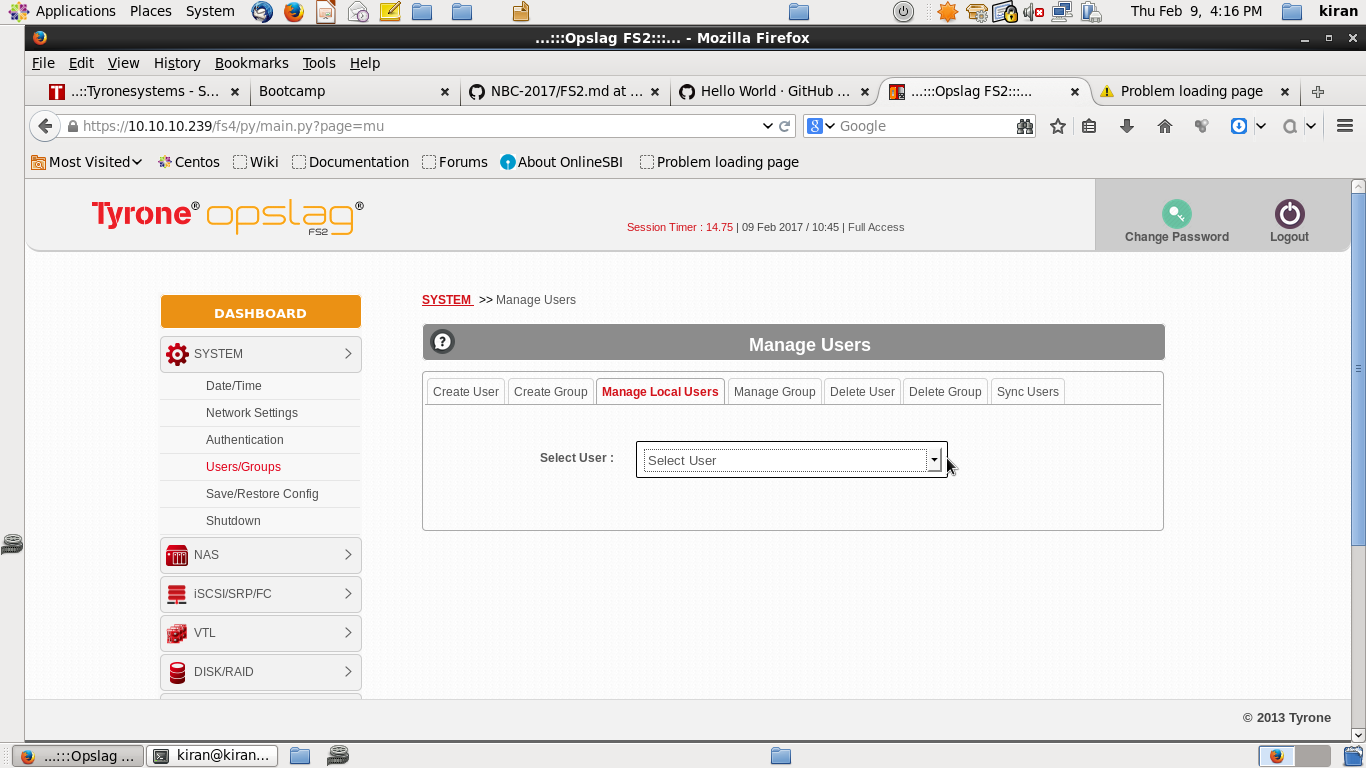 Applications Places System Thu Feb 9, 4:16 PM kiran
...:::Opslag FS2:::... - Mozilla Firefox
File Edit View History Bookmarks Tools Help
..::Tyronesystems - S... Bootcamp NBC-2017/FS2.md at ... Hello World · GitHub ... ...:::Opslag FS2:::... Problem loading page
https://10.10.10.239/fs4/py/main.py?page=mu Google
Most Visited Centos Wiki Documentation Forums About OnlineSBI Problem loading page
Tyrone® opslag® FS2
Session Timer : 14.75 | 09 Feb 2017 / 10:45 | Full Access
Change Password Logout
DASHBOARD
SYSTEM
Date/Time
Network Settings
Authentication
Users/Groups
Save/Restore Config
Shutdown
NAS
iSCSI/SRP/FC
VTL
DISK/RAID
SYSTEM >> Manage Users
Manage Users
Create User Create Group Manage Local Users Manage Group Delete User Delete Group Sync Users
Select User : Select User
© 2013 Tyrone
...:::Opslag ... kiran@kiran...